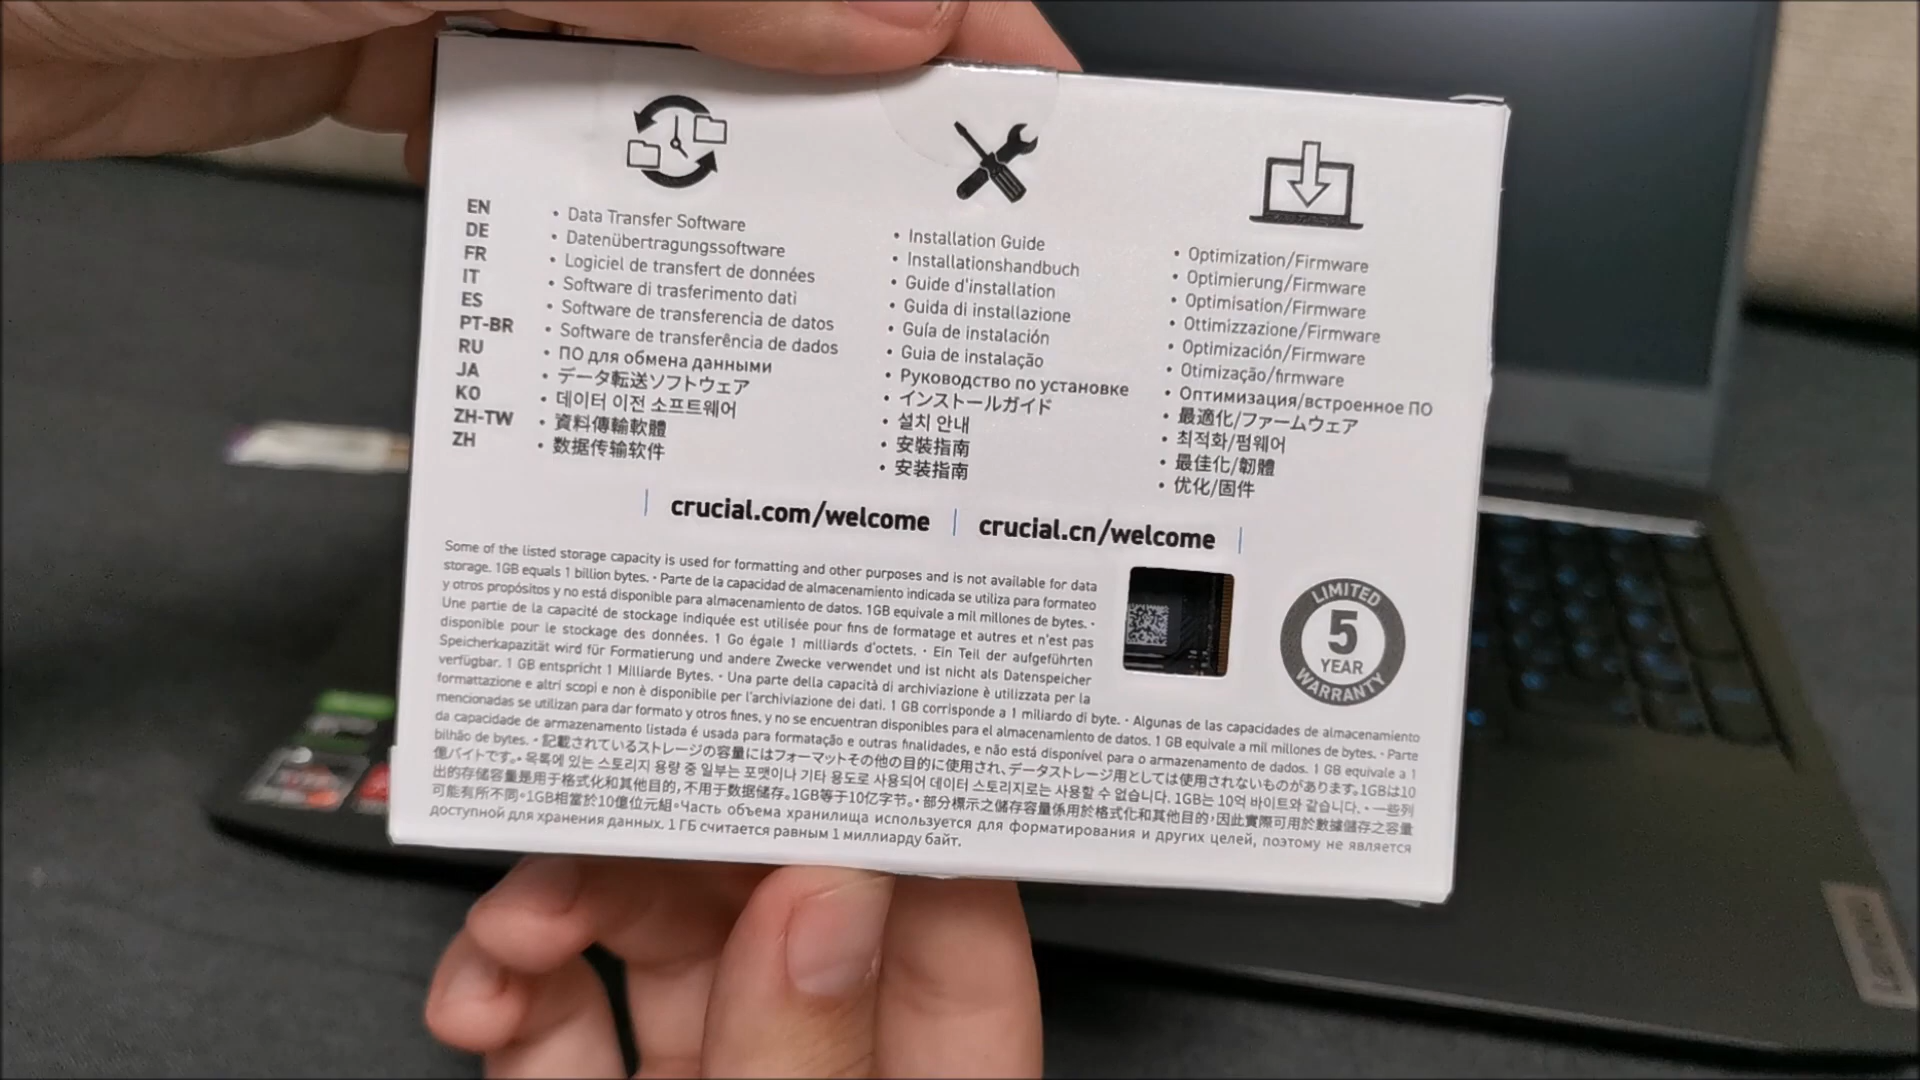 EN
DE
FR
IT
ES
PT-BR
RU
JA
KO
ZH-TW
ZH
• Data Transfer Software
• Datenübertragungssoftware
• Logiciel de transfert de données
• Software di trasferimento dati
• Software de transferencia de datos
• Software de transferência de dados
• ПО для обмена данными
• データ転送ソフトウェア
• 데이터 이전 소프트웨어
• 資料傳輸軟體
• 数据传输软件
• Installation Guide
• Installationshandbuch
• Guide d'installation
• Guida di installazione
• Guía de instalación
• Guia de instalação
• Руководство по установке
• インストールガイド
• 설치 안내
• 安裝指南
• 安装指南
• Optimization/Firmware
• Optimierung/Firmware
• Optimisation/Firmware
• Ottimizzazione/Firmware
• Optimización/Firmware
• Otimização/firmware
• Оптимизация/встроенное ПО
• 最適化/ファームウェア
• 최적화/펌웨어
• 最佳化/韌體
• 优化/固件
crucial.com/welcome | crucial.cn/welcome
Some of the listed storage capacity is used for formatting and other purposes and is not available for data
storage. 1GB equals 1 billion bytes. • Parte de la capacidad de almacenamiento indicada se utiliza para formateo
y otros propósitos y no está disponible para almacenamiento de datos. 1GB equivale a mil millones de bytes. •
Une partie de la capacité de stockage indiquée est utilisée pour fins de formatage et autres et n'est pas
disponible pour le stockage des données. 1 Go égale 1 milliards d'octets. • Ein Teil der aufgeführten
Speicherkapazität wird für Formatierung und andere Zwecke verwendet und ist nicht als Datenspeicher
verfügbar. 1 GB entspricht 1 Milliarde Bytes. • Una parte della capacità di archiviazione è utilizzata per la
formattazione e altri scopi e non è disponibile per l'archiviazione dei dati. 1 GB corrisponde a 1 miliardo di byte. • Algunas de las capacidades de almacenamiento
mencionadas se utilizan para dar formato y otros fines, y no se encuentran disponibles para el almacenamiento de datos. 1 GB equivale a mil millones de bytes. • Parte
da capacidade de armazenamento listada é usada para formatação e outras finalidades, e não está disponível para o armazenamento de dados. 1 GB equivale a 1
bilhão de bytes. • 記載されているストレージの容量にはフォーマットその他の目的に使用され、データストレージ用としては使用されないものがあります。1GBは10
億バイトです。• 목록에 있는 스토리지 용량 중 일부는 포맷이나 기타 용도로 사용되어 데이터 스토리지로는 사용할 수 없습니다. 1GB는 10억 바이트와 같습니다. • 一些列
出的存储容量是用于格式化和其他目的，不用于数据储存。1GB等于10亿字节。• 部分標示之儲存容量係用於格式化和其他目的，因此實際可用於數據儲存之容量
可能有所不同。1GB相當於10億位元組。Часть объема хранилища используется для форматирования и других целей, поэтому не является
доступной для хранения данных. 1 ГБ считается равным 1 миллиарду байт.
LIMITED
5
YEAR
WARRANTY
Lenovo